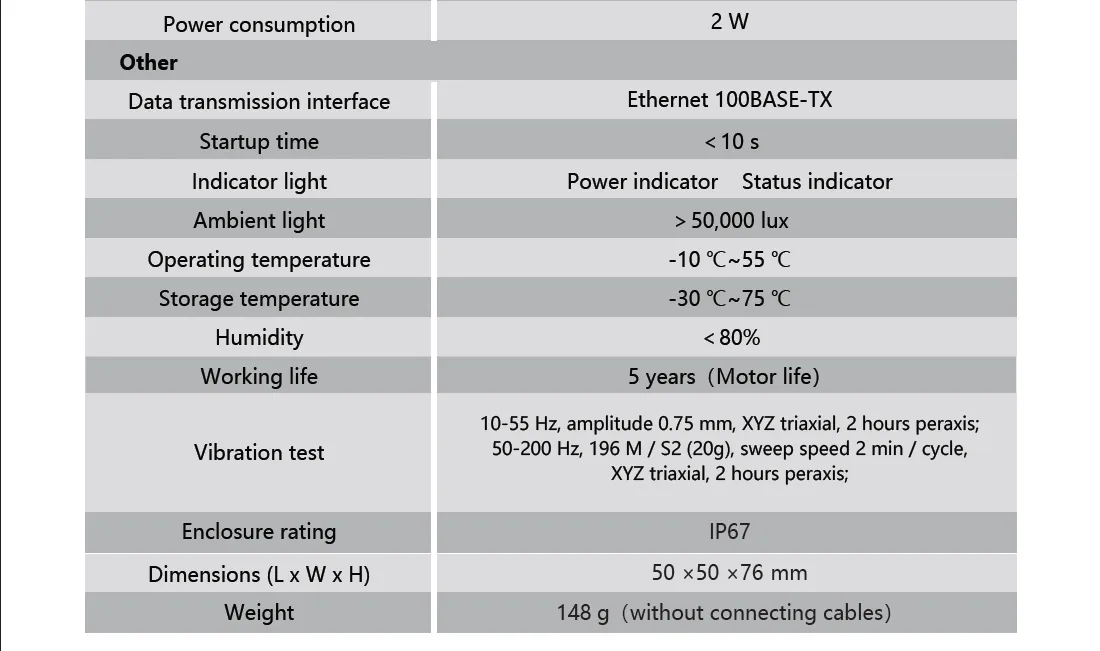 Power consumption 2 W
Other
Data transmission interface Ethernet 100BASE-TX
Startup time < 10 s
Indicator light Power indicator Status indicator
Ambient light > 50,000 lux
Operating temperature -10 ℃~55 ℃
Storage temperature -30 ℃~75 ℃
Humidity < 80%
Working life 5 years（Motor life）
10-55 Hz, amplitude 0.75 mm, XYZ triaxial, 2 hours peraxis;
Vibration test 50-200 Hz, 196 M / S2 (20g), sweep speed 2 min / cycle,
XYZ triaxial, 2 hours peraxis;
Enclosure rating IP67
Dimensions (L x W x H) 50 ×50 ×76 mm
Weight 148 g（without connecting cables）